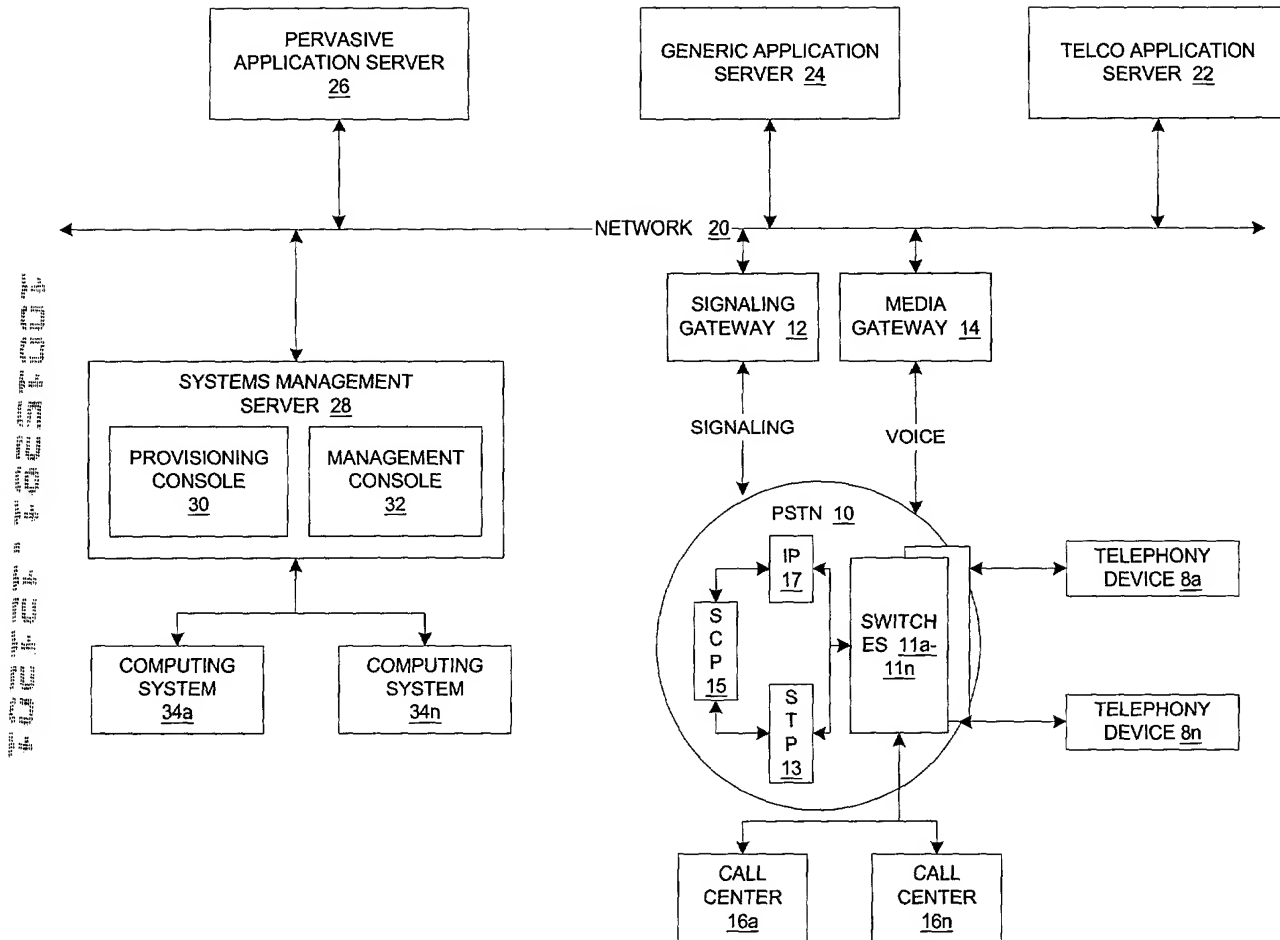 PERVASIVE
APPLICATION SERVER
26
GENERIC APPLICATION
SERVER 24
TELCO APPLICATION
SERVER 22
NETWORK 20
SIGNALING
GATEWAY 12
MEDIA
GATEWAY 14
SYSTEMS MANAGEMENT
SERVER 28
PROVISIONING
CONSOLE
30
MANAGEMENT
CONSOLE
32
SIGNALING
VOICE
PSTN 10
IP
17
S
C
P
15
S
T
P
13
SWITCH
ES 11a-
11n
TELEPHONY
DEVICE 8a
TELEPHONY
DEVICE 8n
COMPUTING
SYSTEM
34a
COMPUTING
SYSTEM
34n
CALL
CENTER
16a
CALL
CENTER
16n